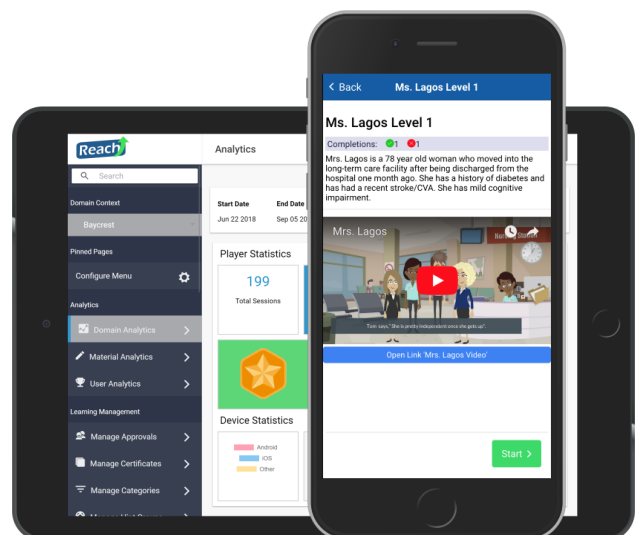 Reach
Search
Domain Context
Baycrest
Pinned Pages
Configure Menu
Analytics
Domain Analytics
Material Analytics
User Analytics
Learning Management
Manage Approvals
Manage Certificates
Manage Categories
Analytics
Start Date
End Date
Jun 22 2018
Sep 05 20
Player Statistics
199
Total Sessions
Device Statistics
Android
iOS
Other
Back
Ms. Lagos Level 1
Ms. Lagos Level 1
Completions: 1 1
Mrs. Lagos is a 78 year old woman who moved into the
long-term care facility after being discharged from the
hospital one month ago. She has a history of diabetes and
has had a recent stroke/CVA. She has mild cognitive
impairment.
Mrs. Lagos
Nursing Station
Tom says," She is pretty independent once she gets up".
Open Link 'Mrs. Lagos Video'
Start